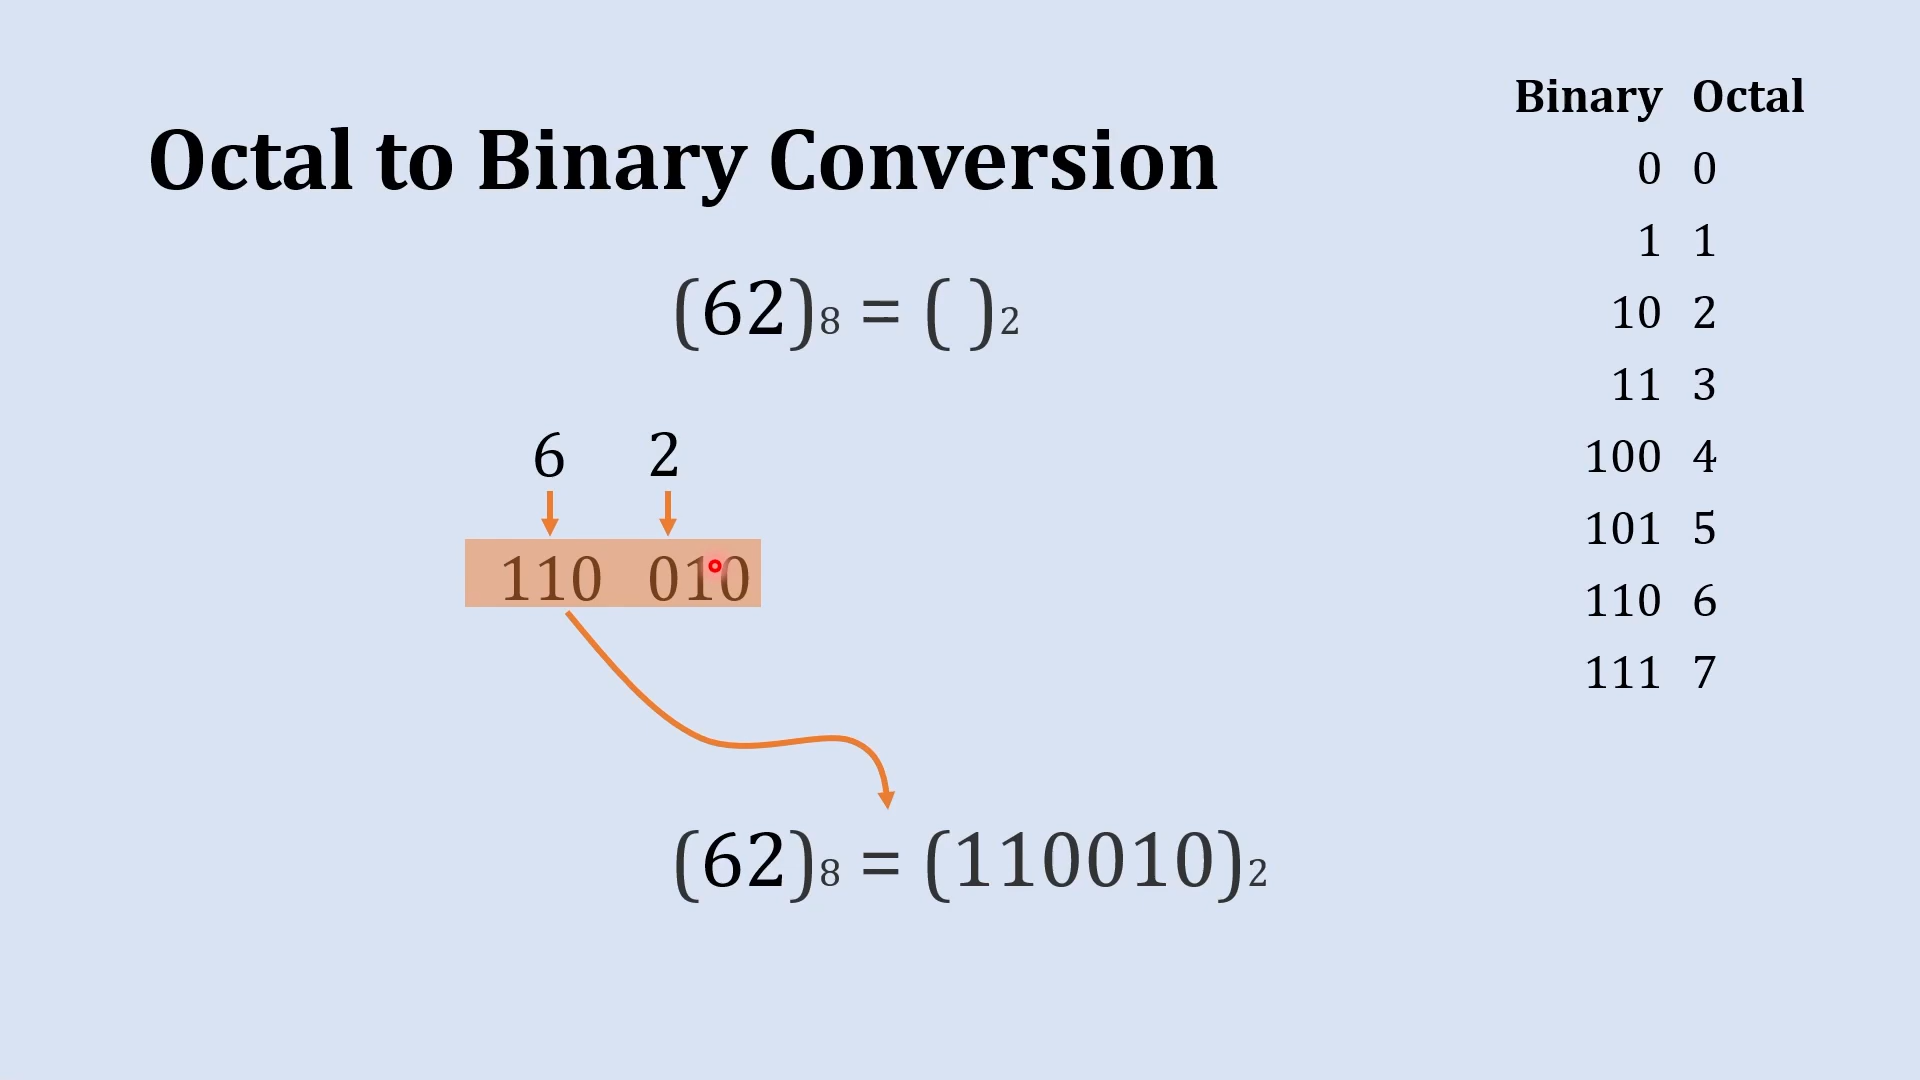 Octal to Binary Conversion
(62)8 = ( )2
6 2
110 010
(62)8 = (110010)2
Binary Octal
0 0
1 1
10 2
11 3
100 4
101 5
110 6
111 7